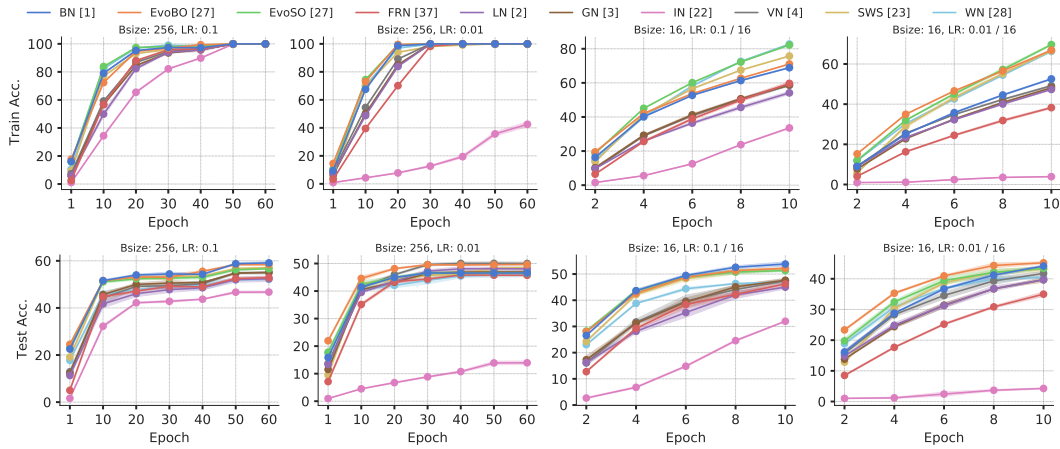 BN [1] EvoBO [27] EvoSO [27] FRN [37] LN [2] GN [3] IN [22] VN [4] SWS [23] WN [28]
Bsize: 256, LR: 0.1 Bsize: 256, LR: 0.01 Bsize: 16, LR: 0.1 / 16 Bsize: 16, LR: 0.01 / 16
Train Acc.
100 80 60 40 20 0
1 10 20 30 40 50 60
Epoch
100 80 60 40 20 0
1 10 20 30 40 50 60
Epoch
80 60 40 20 0
2 4 6 8 10
Epoch
60 40 20 0
2 4 6 8 10
Epoch
Bsize: 256, LR: 0.1 Bsize: 256, LR: 0.01 Bsize: 16, LR: 0.1 / 16 Bsize: 16, LR: 0.01 / 16
Test Acc.
60 40 20 0
1 10 20 30 40 50 60
Epoch
50 40 30 20 10 0
1 10 20 30 40 50 60
Epoch
50 40 30 20 10 0
2 4 6 8 10
Epoch
40 30 20 10 0
2 4 6 8 10
Epoch